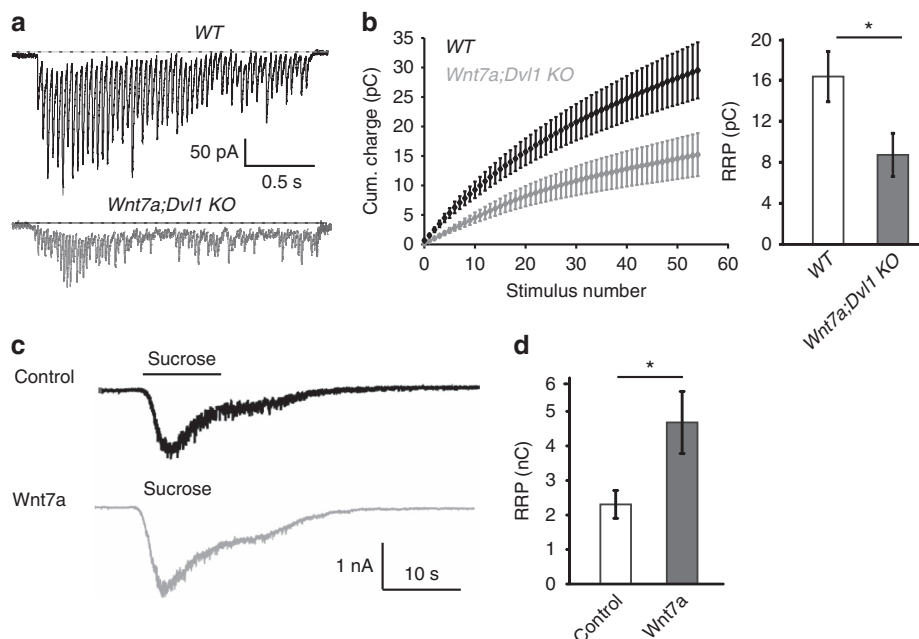 a
WT
50 pA
0.5 s
Wnt7a;Dvl1 KO
b
35
30
25
20
15
10
5
0
Cum. charge (pC)
WT
Wnt7a;Dvl1 KO
0 10 20 30 40 50 60
Stimulus number
*
20
16
12
8
4
0
RRP (pC)
WT
Wnt7a;Dvl1 KO
c
Control
Sucrose
Wnt7a
Sucrose
1 nA
10 s
d
*
6
5
4
3
2
1
0
RRP (nC)
Control
Wnt7a